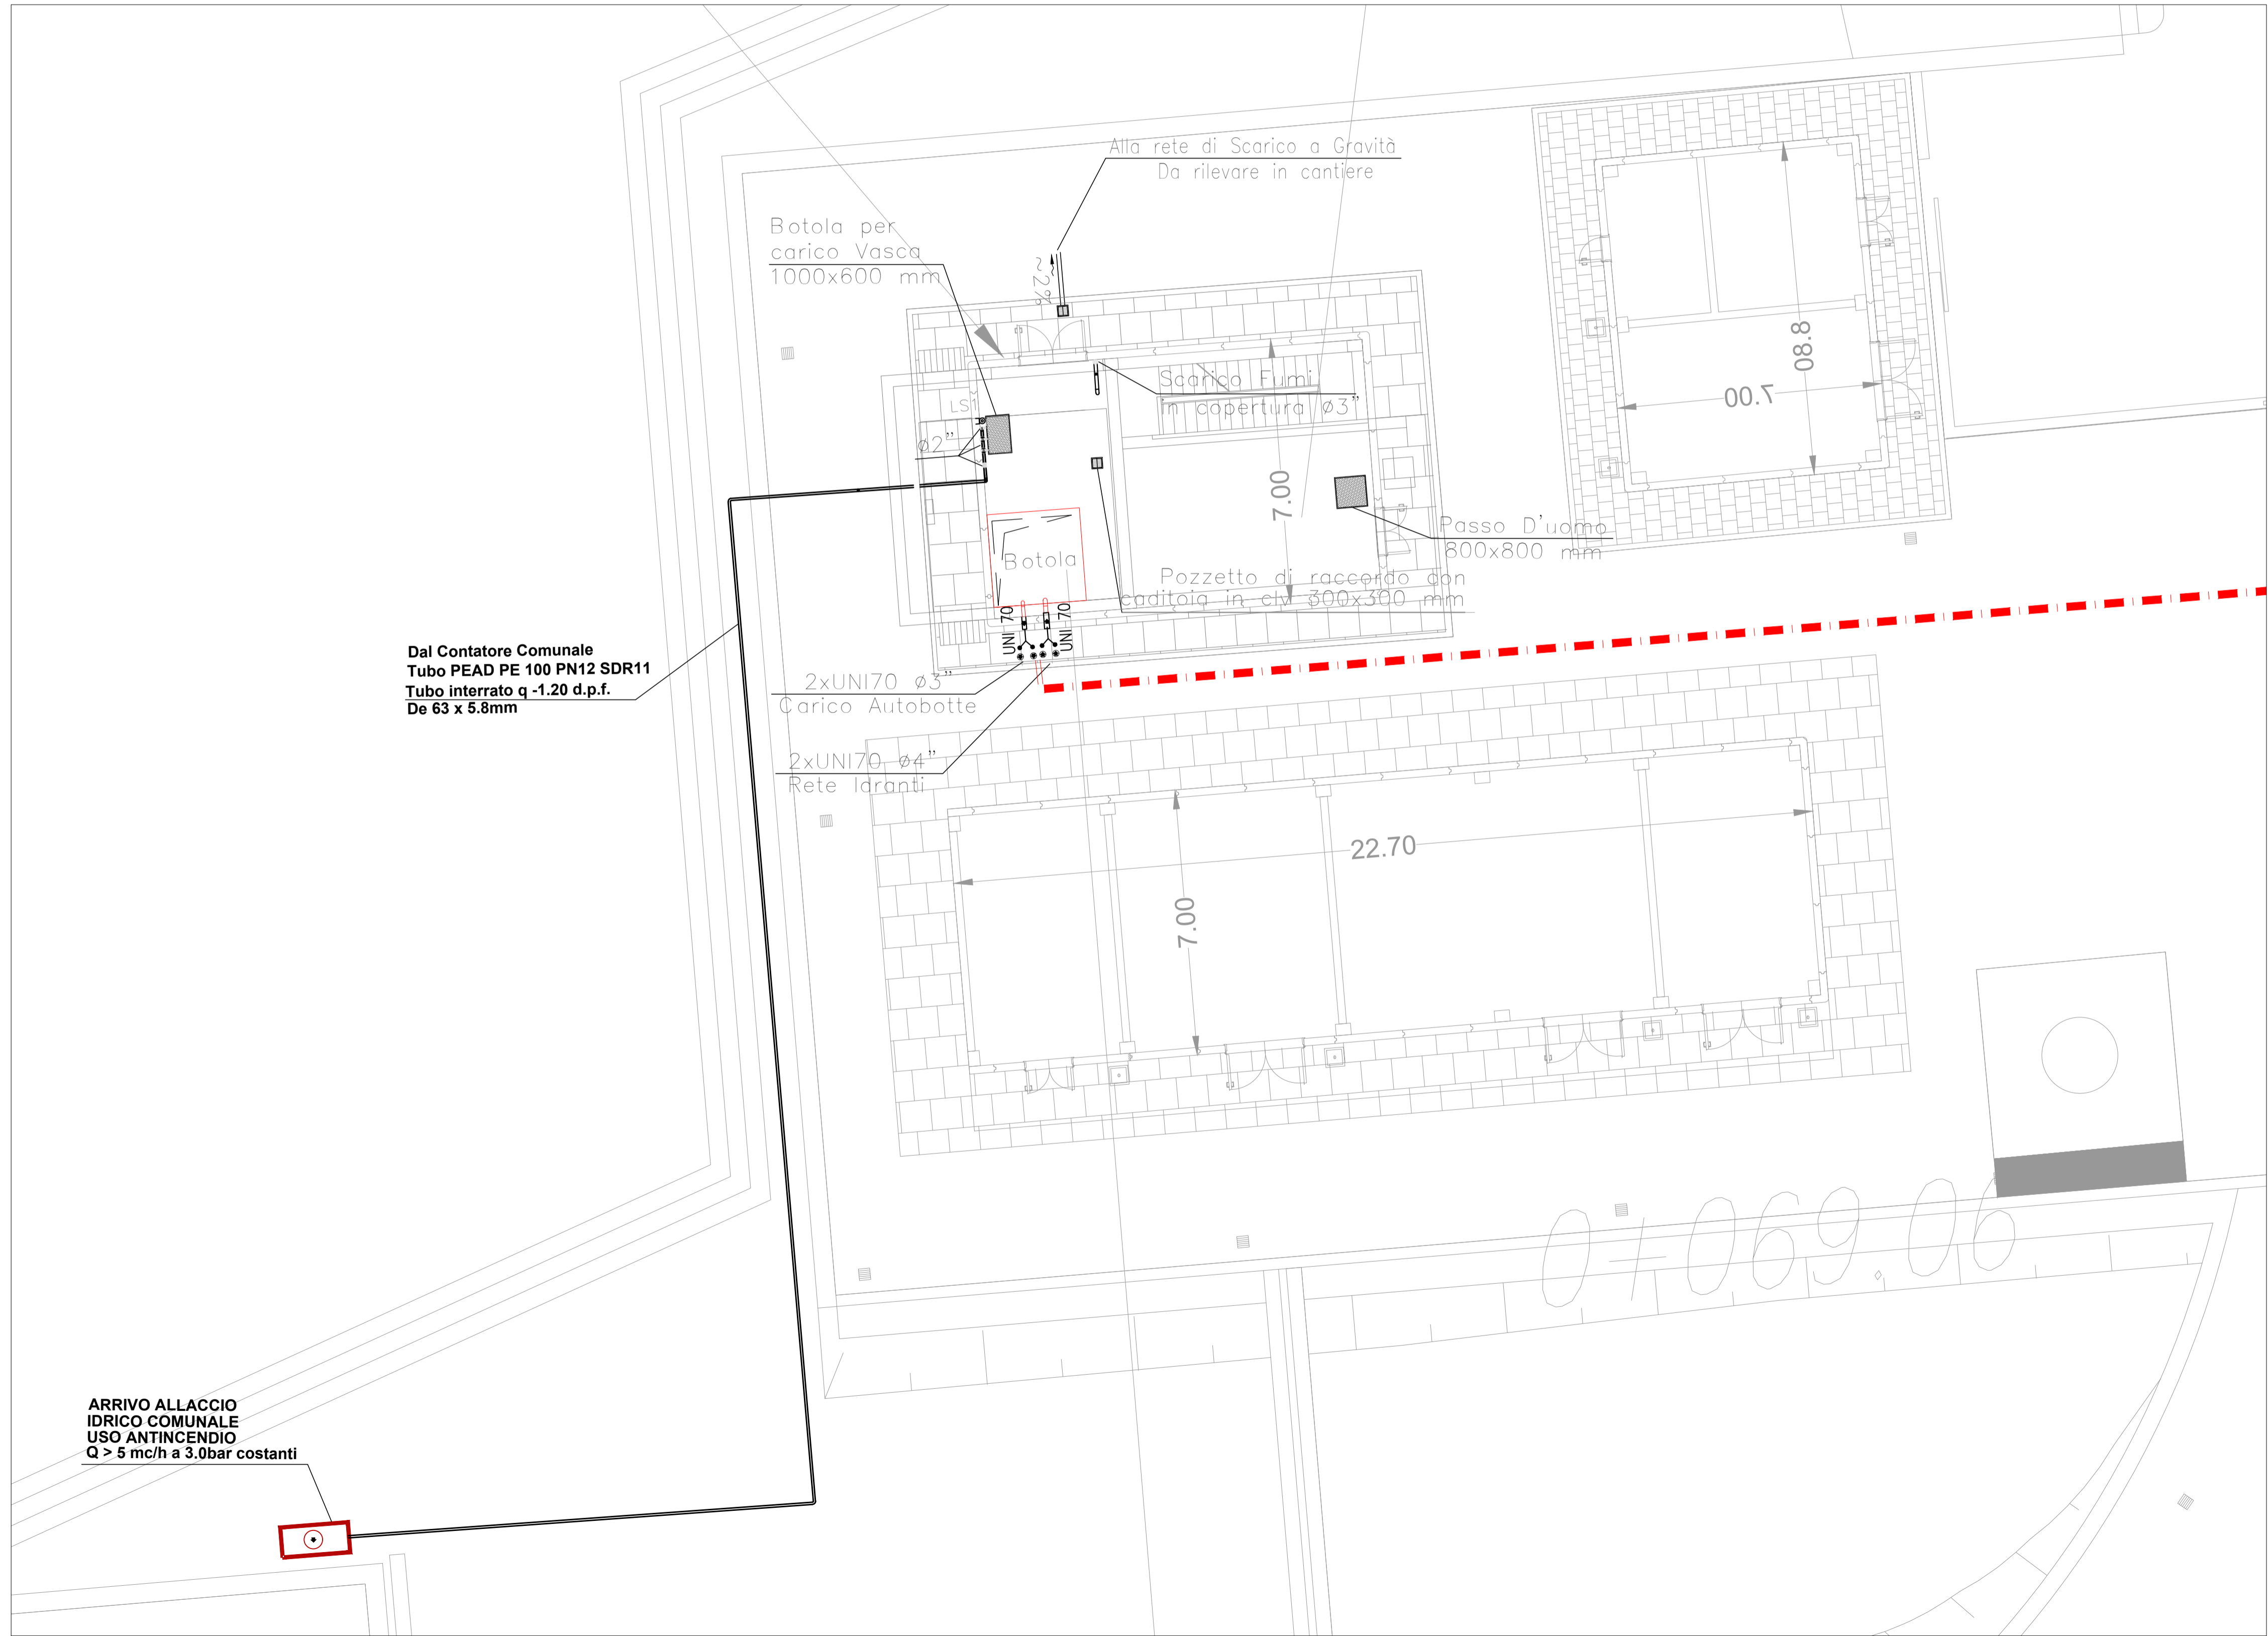 Alla rete di Scarico a Gravità
Da rilevare in cantiere
Botola per
carico Vasca
1000x600 mm
~2%
Scarico Fumi
in copertura ø3"
LS1
ø2"
8.80
7.00
7.00
Passo D'uomo
800x800 mm
Botola
Pozzetto di raccordo con
caditoia in clv 300x300 mm
UNI 70
UNI 70
Dal Contatore Comunale
Tubo PEAD PE 100 PN12 SDR11
Tubo interrato q -1.20 d.p.f.
De 63 x 5.8mm
2xUNI70 ø3"
Carico Autobotte
2xUNI70 ø4"
Rete Idranti
22.70
7.00
ARRIVO ALLACCIO
IDRICO COMUNALE
USO ANTINCENDIO
Q > 5 mc/h a 3.0bar costanti